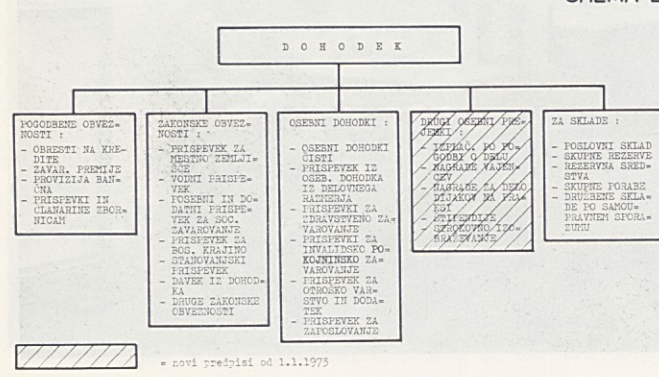 D O H O D E K
POGODBENE OBVEZ=
NOSTI :
- OBRESTI NA KRE-
DITE
- ZAVAR. PREMIJE
- PROVIZIJA BAN-
ČNA
- PRISPEVKI IN
ČLANARINE ZBOR-
NICAM
ZAKONSKE OBVEZ=
NOSTI :
- PRISPEVEK ZA
MESTNO ZEMLJI=
ŠČE
- VODNI PRISPE-
VEK
- POSEBNI IN DO-
DATNI PRISPE-
VEK ZA SOC.
ZAVAROVANJE
- PRISPEVEK ZA
BOS. KRAJINO
- STANOVANJSKI
PRISPEVEK
- DAVEK IZ DOHOD-
KA
- DRUGE ZAKONSKE
OBVEZNOSTI
OSEBNI DOHODKI :
- OSEBNI DOHODKI
ČISTI
- PRISPEVEK IZ
OSEB. DOHODKA
IZ DELOVNEGA
RAZMERJA
- PRISPEVKI ZA
ZDRAVSTVENO ZA=
VAROVANJE
- PRISPEVKI ZA
INVALIDSKO PO=
KOJNINSKO ZA=
VAROVANJE
- PRISPEVEK ZA
OTROŠKO VAR=
STVO IN DODA=
TEK
- PRISPEVEK ZA
ZAPOSLOVANJE
DRUGI OSEBNI PRE=
JEMKI :
- IZPLAČ. PO PO=
GODBI O DELU
- NAGRADE VAJEN=
CEV
- NAGRADE ZA DELO
DIJAKOV NA PRA=
KSI
- ŠTIPENDIJE
- STROKOVNO IZO=
BRAŽEVANJE
ZA SKLADE :
- POSLOVNI SKLAD
- SKUPNE REZERVE
- REZERVNA SRED=
STVA
- SKUPNE PORABE
- DRUŽBENE SKLA=
DE PO SAMOU=
PRAVNEM SPORA=
ZUMU
= novi predpisi od 1.1.1973